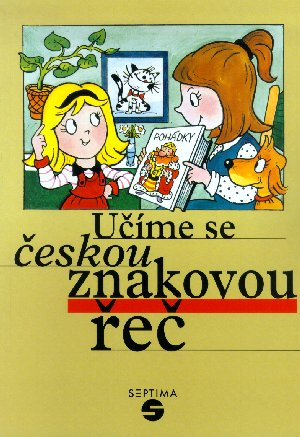 POHÁDKY
Učíme se
českou
znakovou
řeč
SEPTIMA
S